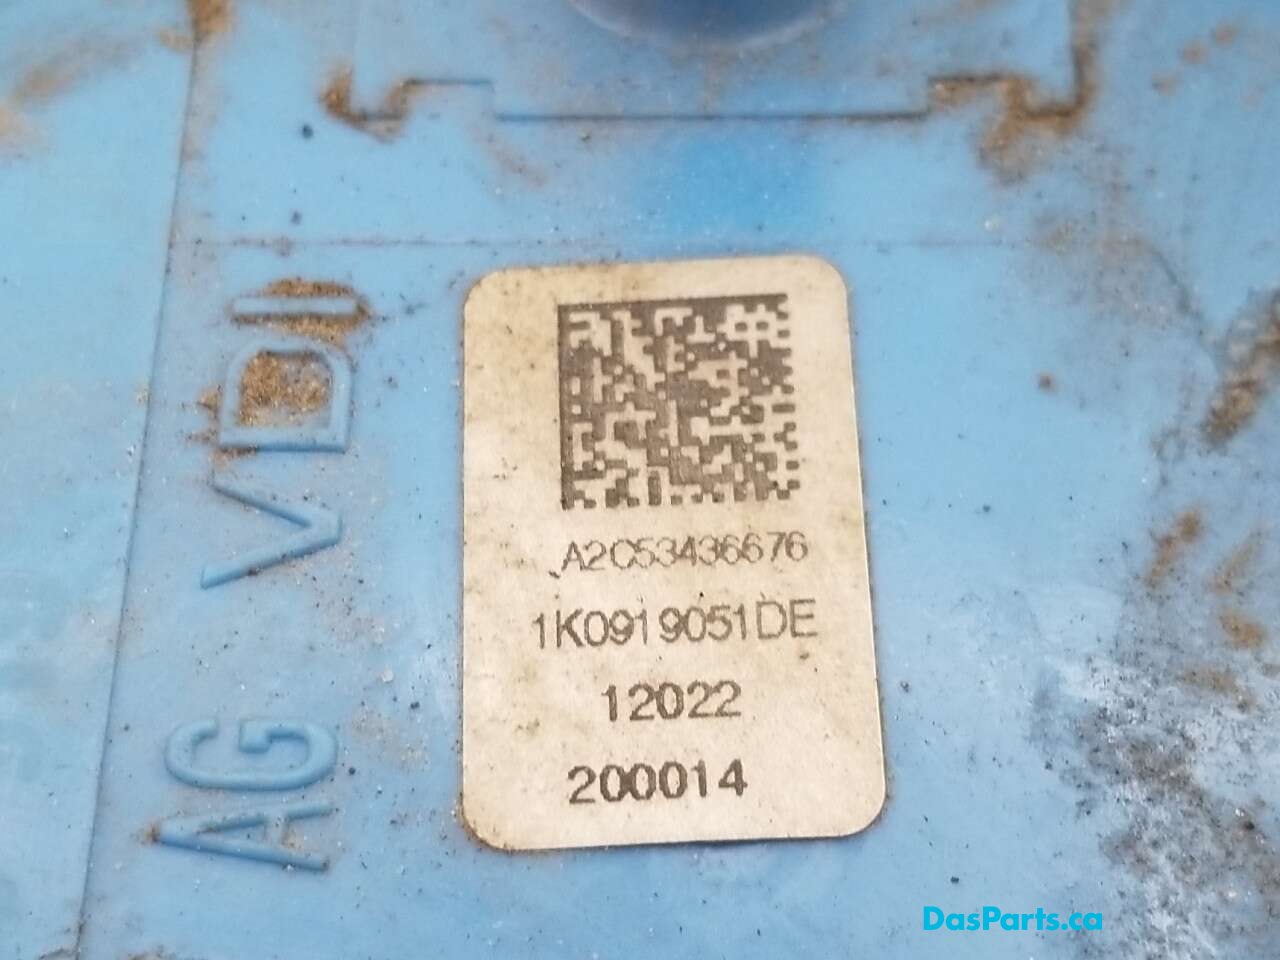 A2C53436676
1K0919051DE
12022
200014
AG VDI
DasParts.ca